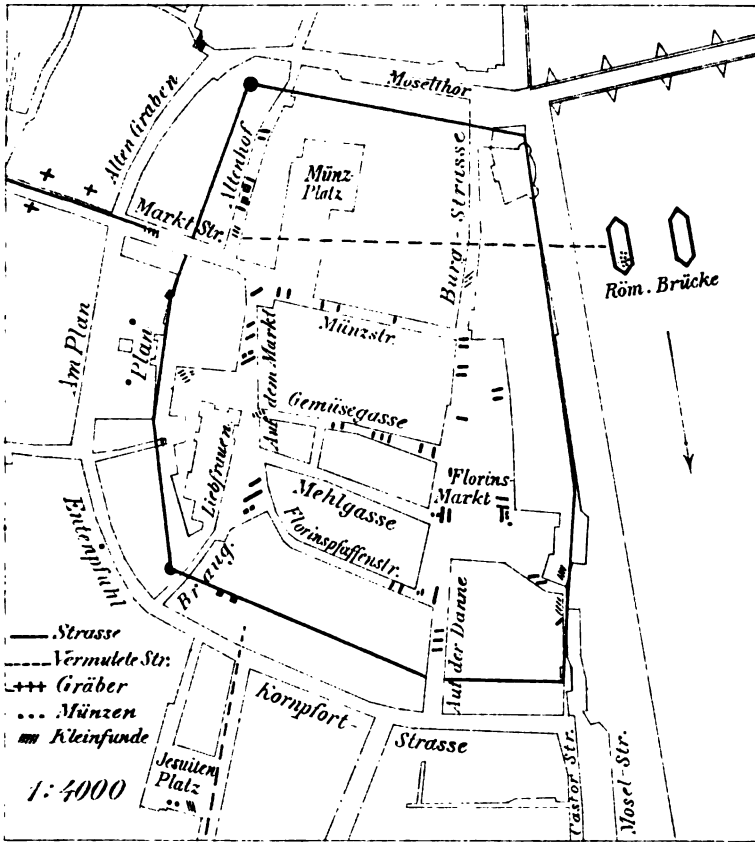 Moselthor
Alten Graben
Altenhof
Münz-
Platz
Markt Str.
Burg-Strasse
Röm. Brücke
Am Plan
Plan
Auf dem Markt
Münzstr.
Gemüsegasse
Liebfrauen
Mehlgasse
Florins-
Markt
Florinspfaffenstr.
Entenpfuhl
Braug.
Auf der Danne
Strasse
Vermutete Str.
Gräber
Münzen
Kleinfunde
1:4000
Kornpfort-
Strasse
Jesuiten
Platz
Castor Str.
Mosel-Str.